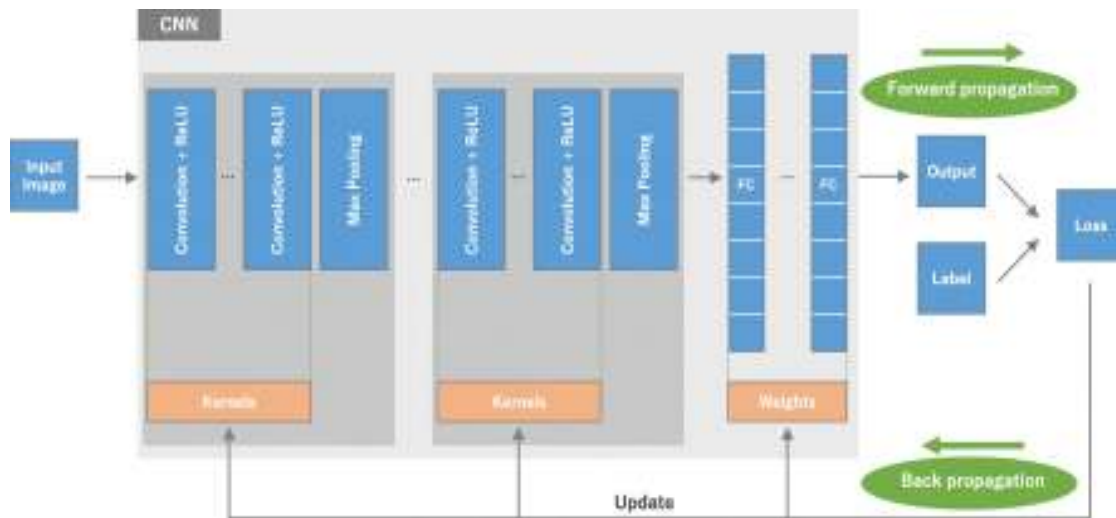 CNN
Forward propagation
Input
Image
Convolution + ReLU
...
Convolution + ReLU
Max Pooling
...
Convolution + ReLU
...
Convolution + ReLU
Max Pooling
FC
...
FC
Output
Label
Loss
Kernels
Kernels
Weights
Back propagation
Update